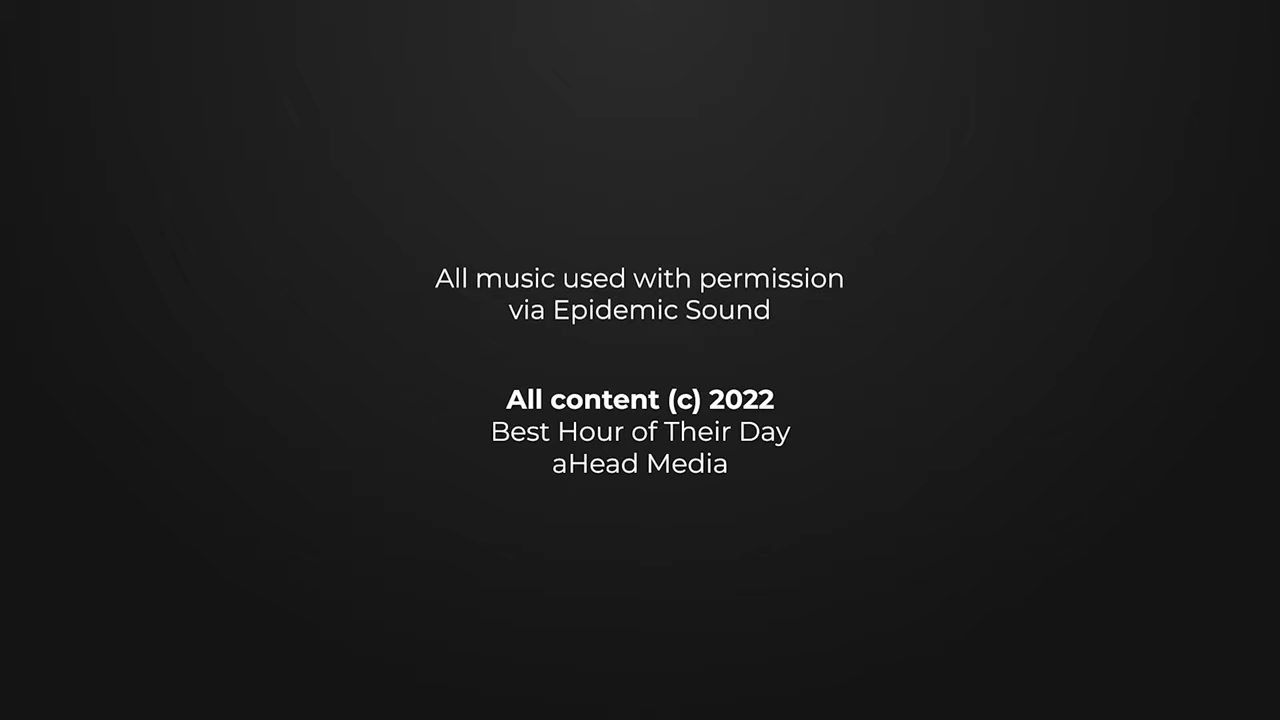 All music used with permission
via Epidemic Sound
All content (c) 2022
Best Hour of Their Day
aHead Media